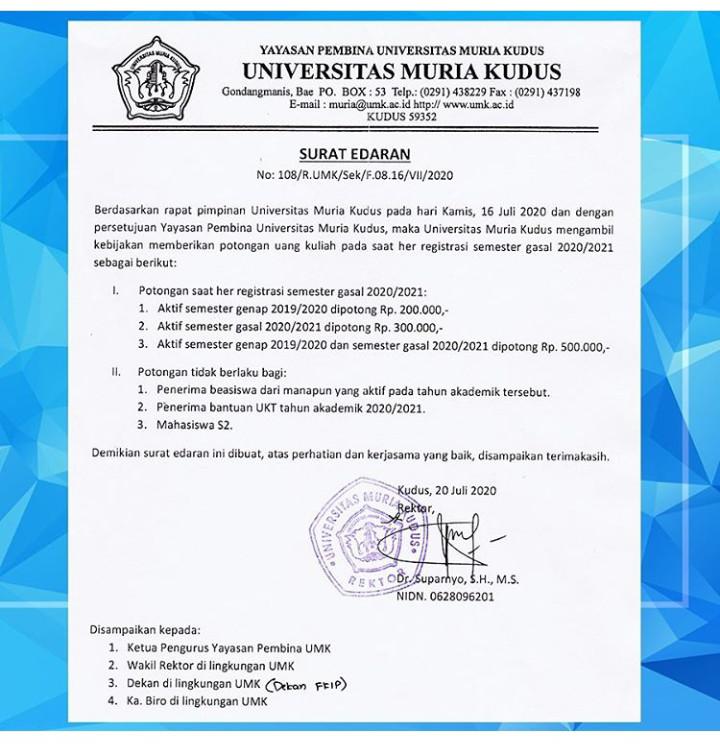 YAYASAN PEMBINA UNIVERSITAS MURIA KUDUS
UNIVERSITAS MURIA KUDUS
Gondangmanis, Bae PO. BOX : 53 Telp.: (0291) 438229 Fax : (0291) 437198
E-mail : muria@umk.ac.id http:// www.umk.ac.id
KUDUS 59352
SURAT EDARAN
No: 108/R.UMK/Sek/F.08.16/VII/2020
Berdasarkan rapat pimpinan Universitas Muria Kudus pada hari Kamis, 16 Juli 2020 dan dengan
persetujuan Yayasan Pembina Universitas Muria Kudus, maka Universitas Muria Kudus mengambil
kebijakan memberikan potongan uang kuliah pada saat her registrasi semester gasal 2020/2021
sebagai berikut:
I. Potongan saat her registrasi semester gasal 2020/2021:
1. Aktif semester genap 2019/2020 dipotong Rp. 200.000,-
2. Aktif semester gasal 2020/2021 dipotong Rp. 300.000,-
3. Aktif semester genap 2019/2020 dan semester gasal 2020/2021 dipotong Rp. 500.000,-
II. Potongan tidak berlaku bagi:
1. Penerima beasiswa dari manapun yang aktif pada tahun akademik tersebut.
2. Penerima bantuan UKT tahun akademik 2020/2021.
3. Mahasiswa S2.
Demikian surat edaran ini dibuat, atas perhatian dan kerjasama yang baik, disampaikan terimakasih.
Kudus, 20 Juli 2020
Rektor,
UNIVERSITAS MURIA KUDUS
REKTOR
Dr. Suparnyo, S.H., M.S.
NIDN. 0628096201
Disampaikan kepada:
1. Ketua Pengurus Yayasan Pembina UMK
2. Wakil Rektor di lingkungan UMK
3. Dekan di lingkungan UMK (Dekan FKIP)
4. Ka. Biro di lingkungan UMK